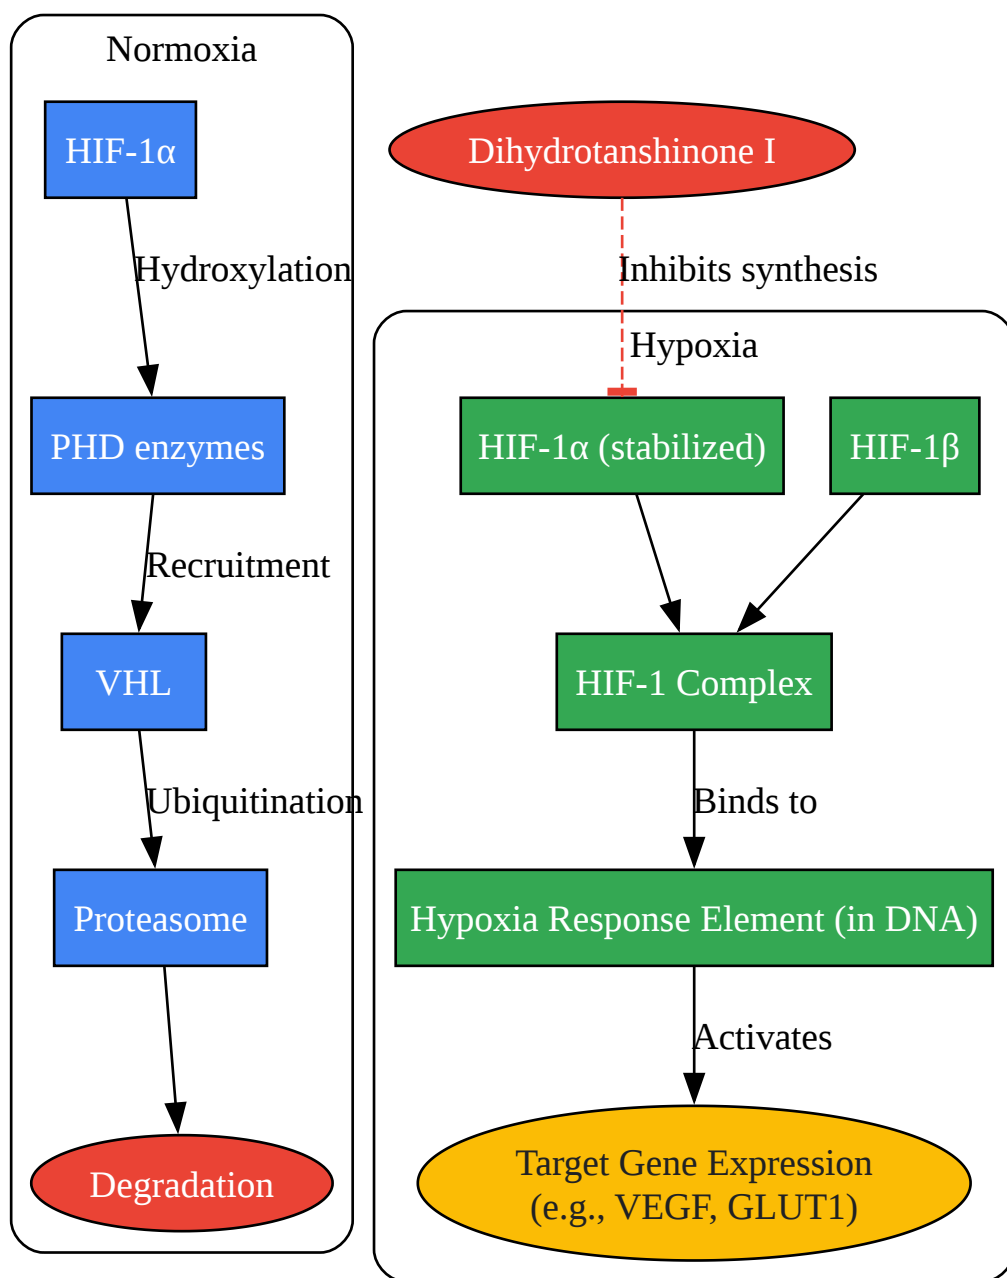 Normoxia
HIF-1α
Hydroxylation
PHD enzymes
Recruitment
VHL
Ubiquitination
Proteasome
Degradation
Dihydrotanshinone I
Inhibits synthesis
Hypoxia
HIF-1α (stabilized)
HIF-1β
HIF-1 Complex
Binds to
Hypoxia Response Element (in DNA)
Activates
Target Gene Expression
(e.g., VEGF, GLUT1)